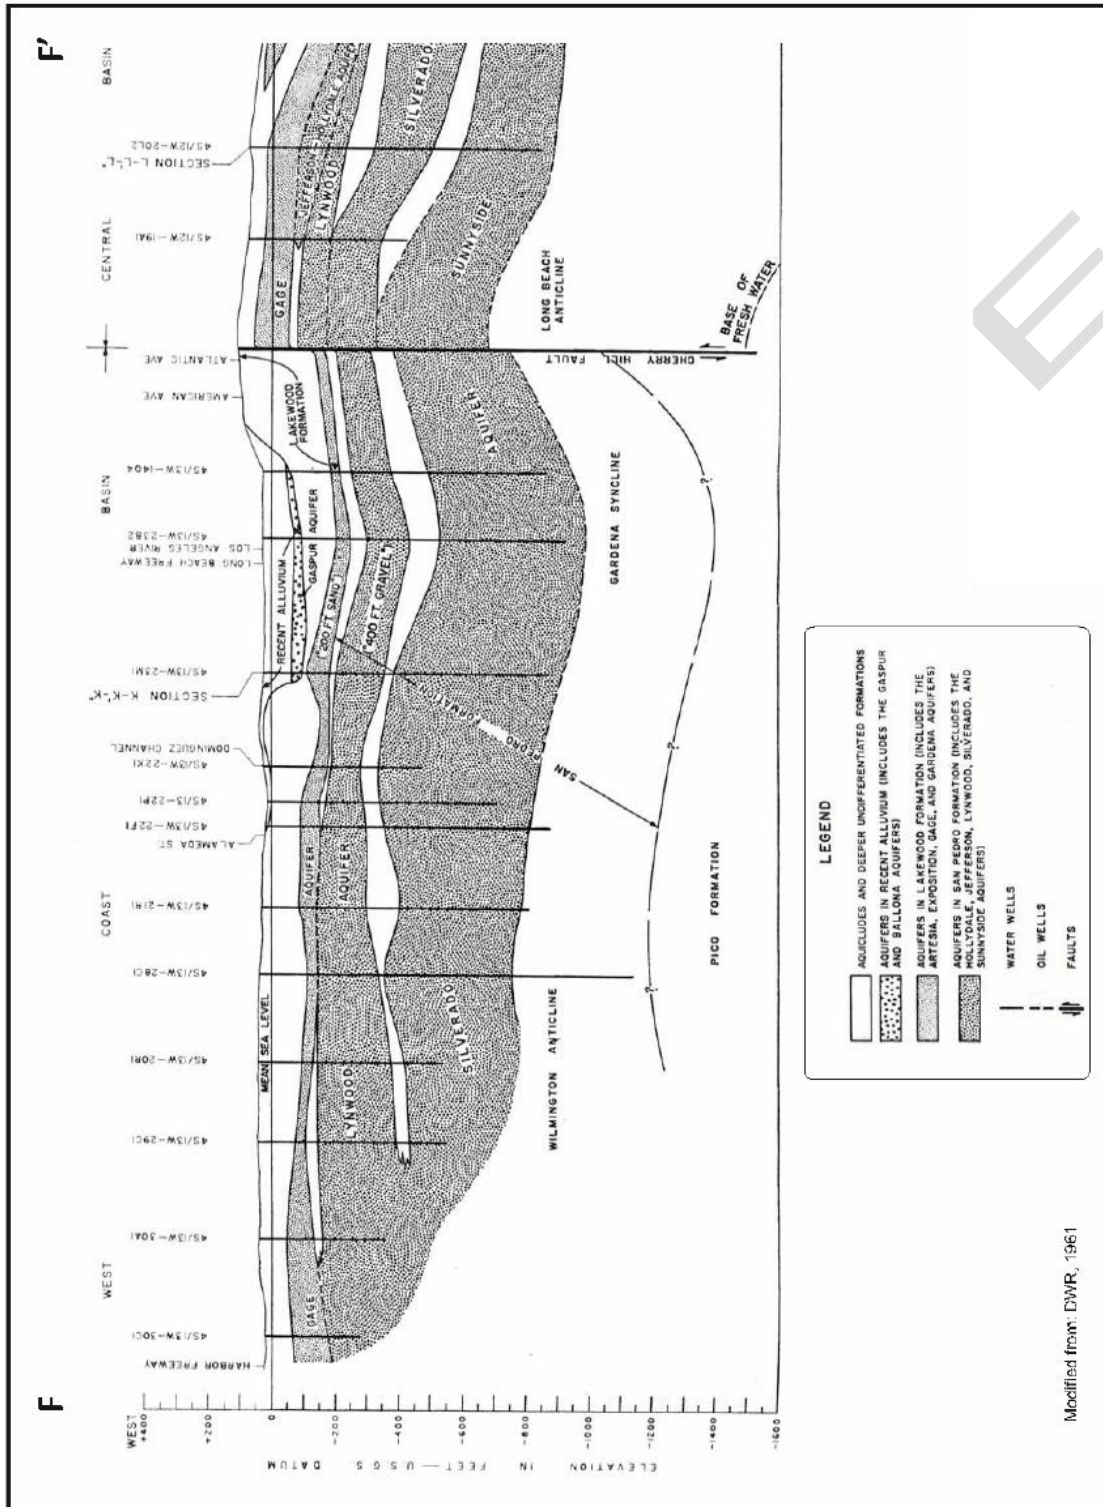 F
F'
WEST
COAST
BASIN
CENTRAL
BASIN
HARBOR FREEWAY
4S/13W-30C1
4S/13W-30A1
4S/13W-29C1
4S/13W-20R1
4S/13W-28C1
4S/13W-21R1
ALAMEDA ST.
4S/13W-22F1
4S/13-22P1
4S/13W-22K1
DOMINGUEZ CHANNEL
SECTION K-K'-K"
4S/13W-23M1
LONG BEACH FREEWAY
LOS ANGELES RIVER
4S/13W-23B2
4S/13W-14Q4
AMERICAN AVE
ATLANTIC AVE
4S/12W-19A1
SECTION L-L'-L"
4S/12W-20L2
WEST
+400
+200
0
-200
-400
-600
-800
-1000
-1200
-1400
-1600
ELEVATION IN FEET—U.S.G.S. DATUM
MEAN SEA LEVEL
RECENT ALLUVIUM
GASPUR AQUIFER
LAKEWOOD
FORMATION
GAGE
AQUIFER
("200 FT. SAND")
GAGE
JEFFERSON
HOLLYDALE AQUIFER
LYNWOOD
AQUIFER
("400 FT. GRAVEL")
LYNWOOD
SILVERADO
AQUIFER
SILVERADO
SUNNYSIDE
SAN PEDRO FORMATION
WILMINGTON ANTICLINE
GARDENA SYNCLINE
LONG BEACH
ANTICLINE
CHERRY HILL FAULT
BASE OF
FRESH WATER
PICO FORMATION
?
?
?
LEGEND
AQUICLUDES AND DEEPER UNDIFFERENTIATED FORMATIONS
AQUIFERS IN RECENT ALLUVIUM (INCLUDES THE GASPUR
AND BALLONA AQUIFERS)
AQUIFERS IN LAKEWOOD FORMATION (INCLUDES THE
ARTESIA, EXPOSITION, GAGE, AND GARDENA AQUIFERS)
AQUIFERS IN SAN PEDRO FORMATION (INCLUDES THE
HOLLYDALE, JEFFERSON, LYNWOOD, SILVERADO, AND
SUNNYSIDE AQUIFERS)
WATER WELLS
OIL WELLS
FAULTS
Modified from: DWR, 1961
E